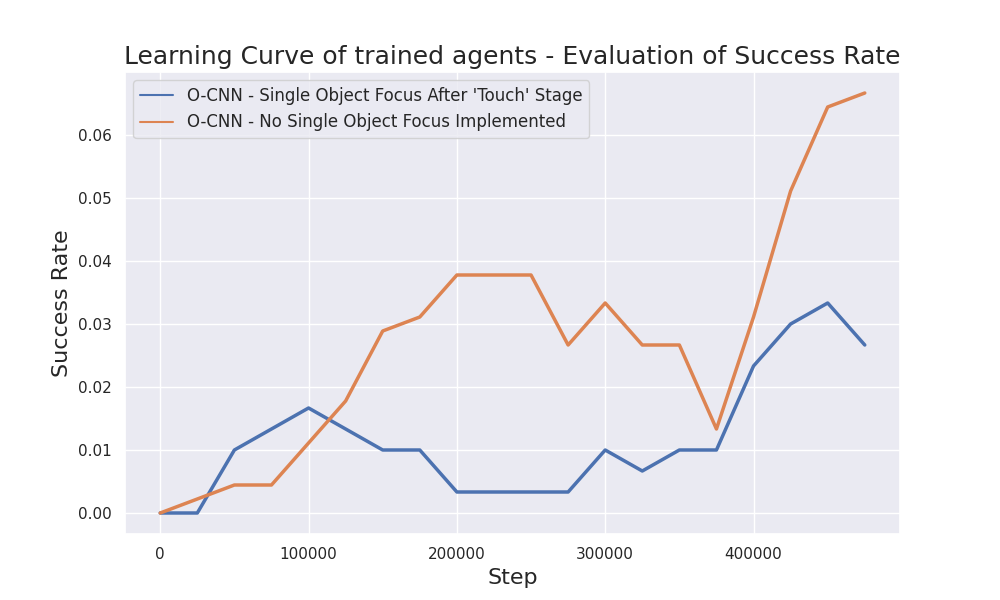 Learning Curve of trained agents - Evaluation of Success Rate
O-CNN - Single Object Focus After 'Touch' Stage
O-CNN - No Single Object Focus Implemented
0.06
0.05
0.04
0.03
0.02
0.01
0.00
Success Rate
0
100000
200000
300000
400000
Step